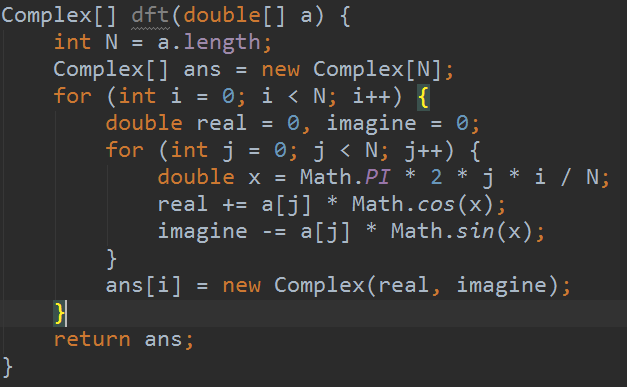 Complex[] dft(double[] a) {
    int N = a.length;
    Complex[] ans = new Complex[N];
    for (int i = 0; i < N; i++) {
        double real = 0, imagine = 0;
        for (int j = 0; j < N; j++) {
            double x = Math.PI * 2 * j * i / N;
            real += a[j] * Math.cos(x);
            imagine -= a[j] * Math.sin(x);
        }
        ans[i] = new Complex(real, imagine);
    }
    return ans;
}